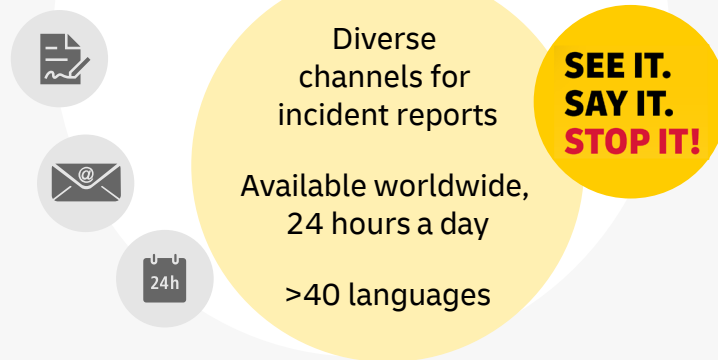 Diverse
channels for
incident reports
Available worldwide,
24 hours a day
>40 languages
SEE IT.
SAY IT.
STOP IT!
@
24h